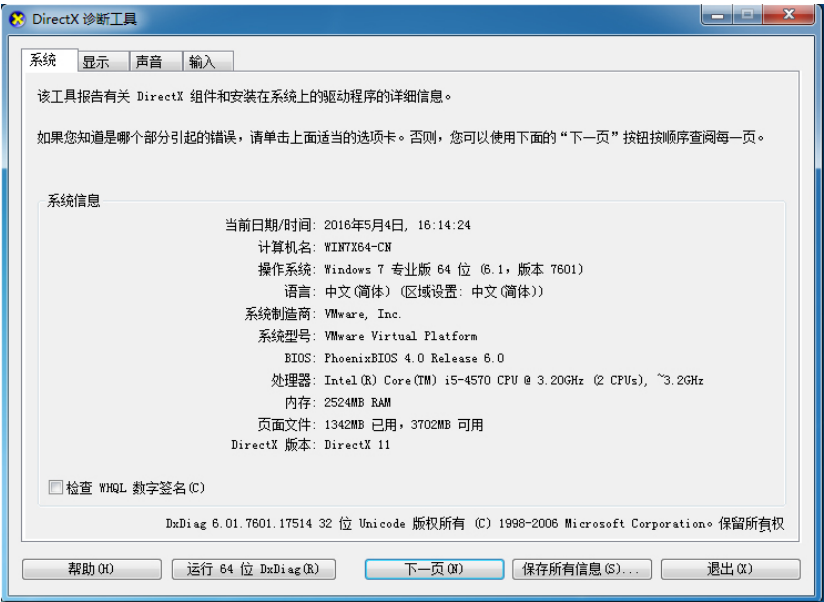 DirectX 诊断工具
系统 显示 声音 输入
该工具报告有关 DirectX 组件和安装在系统上的驱动程序的详细信息。
如果您知道是哪个部分引起的错误，请单击上面适当的选项卡。否则，您可以使用下面的“下一页”按钮按顺序查阅每一页。
系统信息
当前日期/时间: 2016年5月4日, 16:14:24
计算机名: WIN7X64-CN
操作系统: Windows 7 专业版 64 位 (6.1，版本 7601)
语言: 中文(简体) (区域设置: 中文(简体))
系统制造商: VMware, Inc.
系统型号: VMware Virtual Platform
BIOS: PhoenixBIOS 4.0 Release 6.0
处理器: Intel(R) Core(TM) i5-4570 CPU @ 3.20GHz (2 CPUs), ~3.2GHz
内存: 2524MB RAM
页面文件: 1342MB 已用，3702MB 可用
DirectX 版本: DirectX 11
检查 WHQL 数字签名(C)
DxDiag 6.01.7601.17514 32 位 Unicode 版权所有 (C) 1998-2006 Microsoft Corporation。保留所有权
帮助(H) 运行 64 位 DxDiag(R) 下一页(N) 保存所有信息(S)... 退出(X)